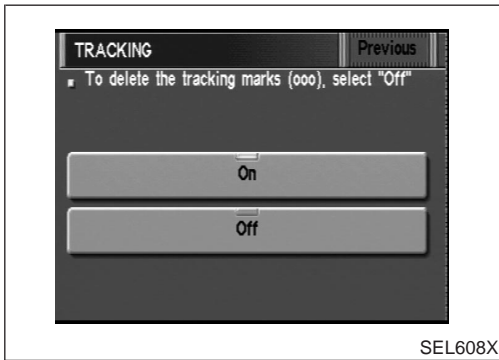 TRACKING Previous
To delete the tracking marks (ooo), select "Off"
On
Off
SEL608X